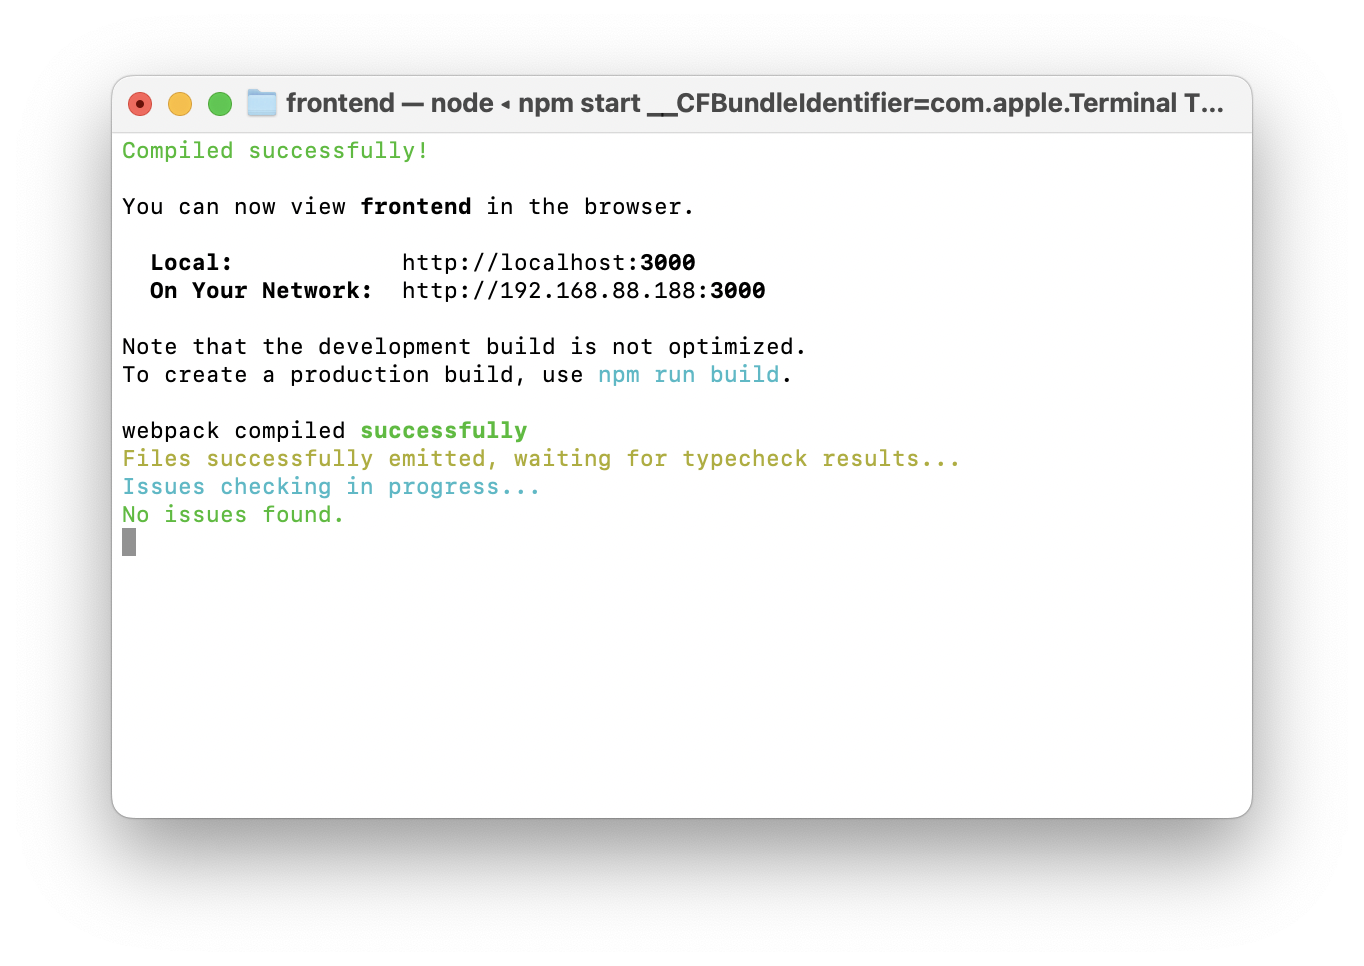 frontend — node ◂ npm start __CFBundleIdentifier=com.apple.Terminal T...
Compiled successfully!
You can now view frontend in the browser.
Local: http://localhost:3000
On Your Network: http://192.168.88.188:3000
Note that the development build is not optimized.
To create a production build, use npm run build.
webpack compiled successfully
Files successfully emitted, waiting for typecheck results...
Issues checking in progress...
No issues found.